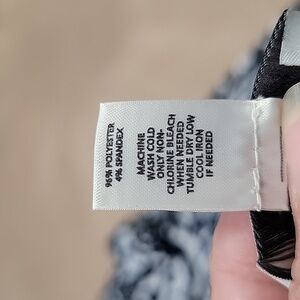 96% POLYESTER
4% SPANDEX
MACHINE
WASH COLD
ONLY NON-
CHLORINE BLEACH
WHEN NEEDED
TUMBLE DRY LOW
COOL IRON
IF NEEDED